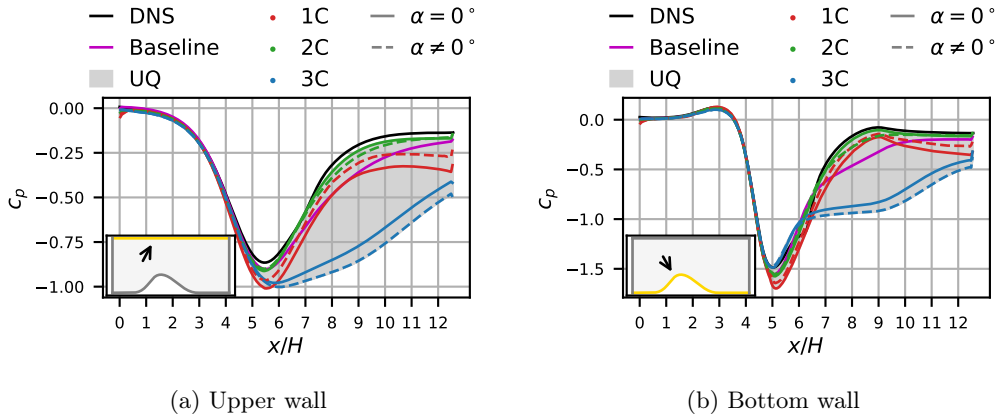 DNS 1C α = 0°
Baseline 2C α ≠ 0°
UQ 3C
0.00
−0.25
−0.50
−0.75
−1.00
c_p
0 1 2 3 4 5 6 7 8 9 10 11 12
x/H
(a) Upper wall
DNS 1C α = 0°
Baseline 2C α ≠ 0°
UQ 3C
0.0
−0.5
−1.0
−1.5
c_p
0 1 2 3 4 5 6 7 8 9 10 11 12
x/H
(b) Bottom wall